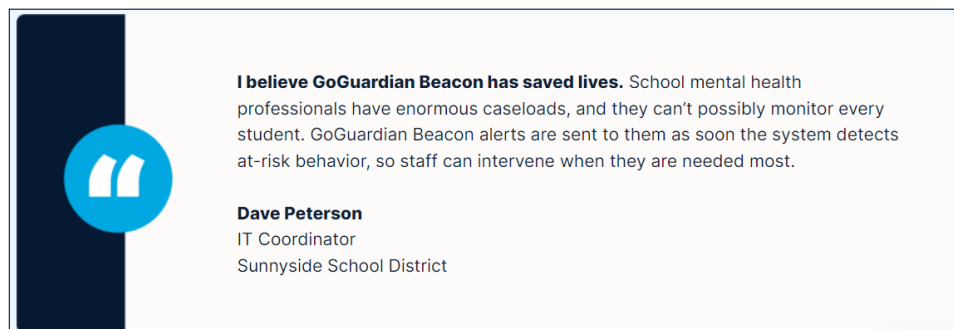 I believe GoGuardian Beacon has saved lives. School mental health
professionals have enormous caseloads, and they can't possibly monitor every
student. GoGuardian Beacon alerts are sent to them as soon the system detects
at-risk behavior, so staff can intervene when they are needed most.
Dave Peterson
IT Coordinator
Sunnyside School District